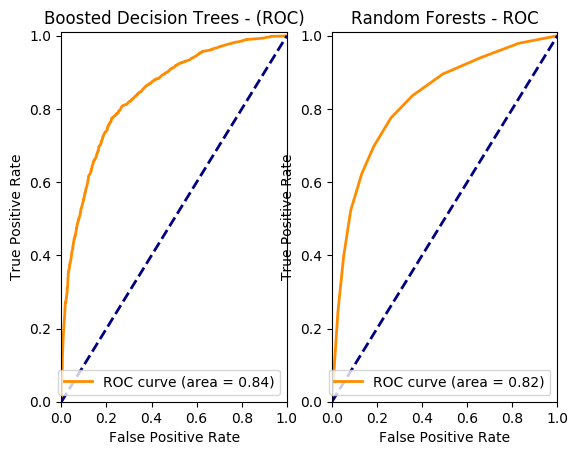 Boosted Decision Trees - (ROC)
1.0
0.8
0.6
0.4
0.2
0.0
True Positive Rate
ROC curve (area = 0.84)
0.0 0.2 0.4 0.6 0.8 1.0
False Positive Rate
Random Forests - ROC
1.0
0.8
0.6
0.4
0.2
0.0
True Positive Rate
ROC curve (area = 0.82)
0.0 0.2 0.4 0.6 0.8 1.0
False Positive Rate